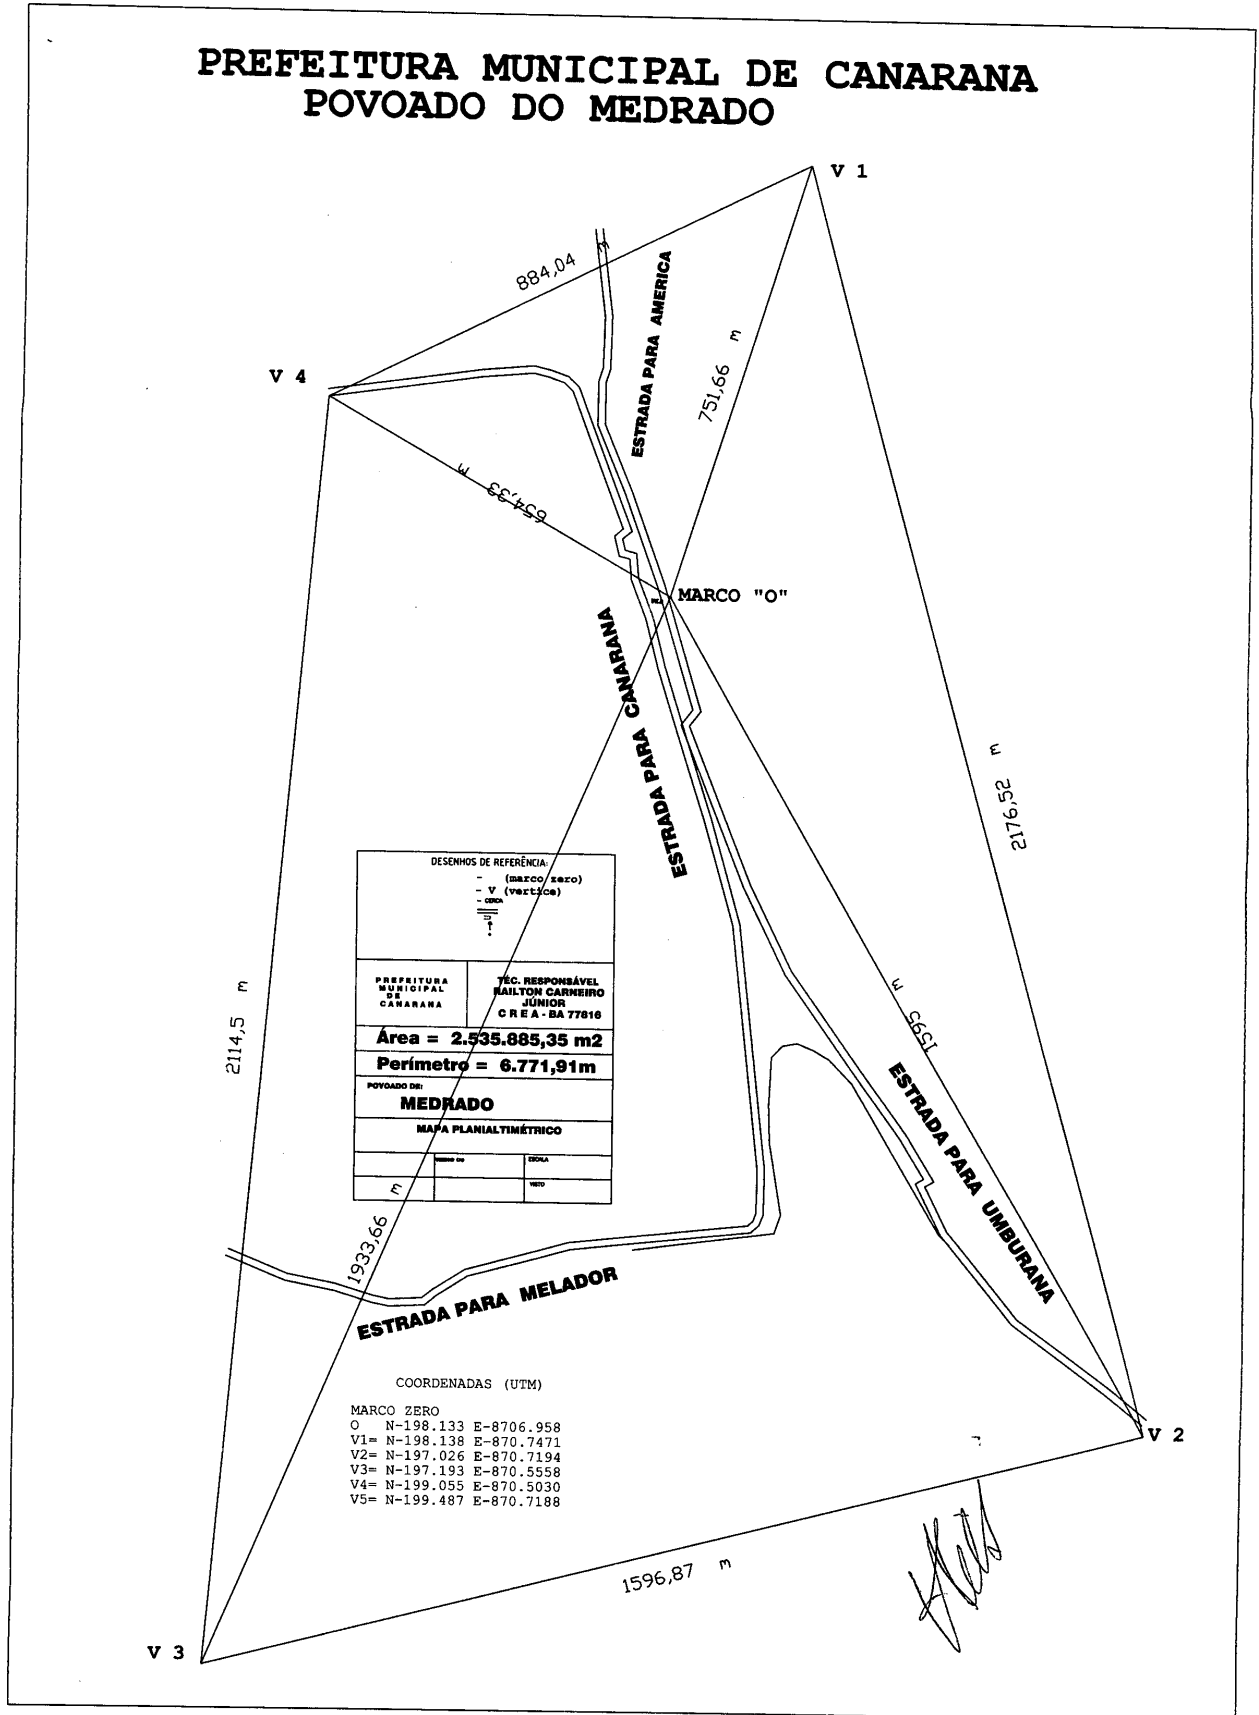 PREFEITURA MUNICIPAL DE CANARANA
POVOADO DO MEDRADO
V 1
884,04 m
ESTRADA PARA AMERICA
751,66 m
V 4
654,33 m
MARCO "O"
ESTRADA PARA CANARANA
2176,52 m
DESENHOS DE REFERÊNCIA:
- (marco zero)
- V (vertice)
- CERCA
PREFEITURA
MUNICIPAL
DE
CANARANA
TÉC. RESPONSÁVEL
NAILTON CARNEIRO
JÚNIOR
C R E A - BA 77816
Área = 2.535.885,35 m2
Perímetro = 6.771,91m
POVOADO DE:
MEDRADO
MAPA PLANIALTIMÉTRICO
ESCALA
VISTO
2114,5 m
1595 m
ESTRADA PARA UMBURANA
1933,66 m
ESTRADA PARA MELADOR
COORDENADAS (UTM)
MARCO ZERO
O N-198.133 E-8706.958
V1= N-198.138 E-870.7471
V2= N-197.026 E-870.7194
V3= N-197.193 E-870.5558
V4= N-199.055 E-870.5030
V5= N-199.487 E-870.7188
V 2
1596,87 m
V 3